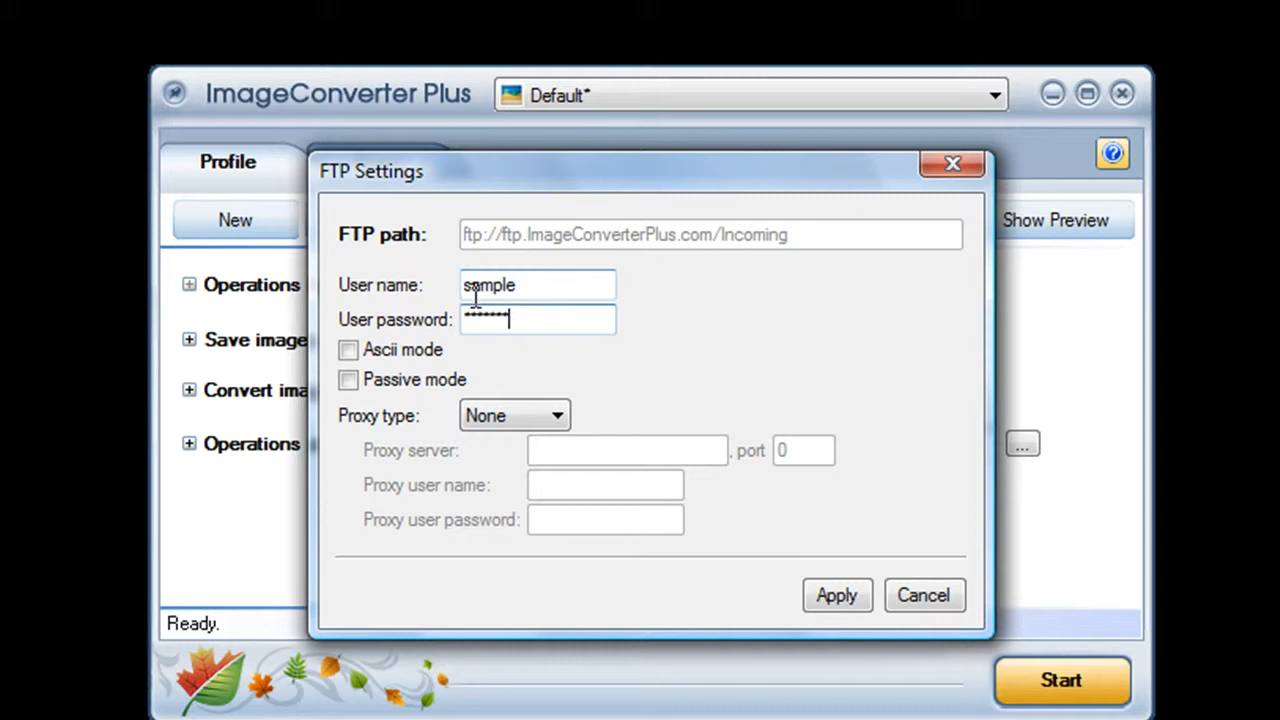 ImageConverter Plus
Default*
Profile
New
Show Preview
FTP Settings
FTP path: ftp://ftp.ImageConverterPlus.com/Incoming
User name: sample
User password: *******
Ascii mode
Passive mode
Proxy type: None
Proxy server: , port 0
Proxy user name:
Proxy user password:
Apply Cancel
Operations
Save image
Convert ima
Operations
...
Ready.
Start